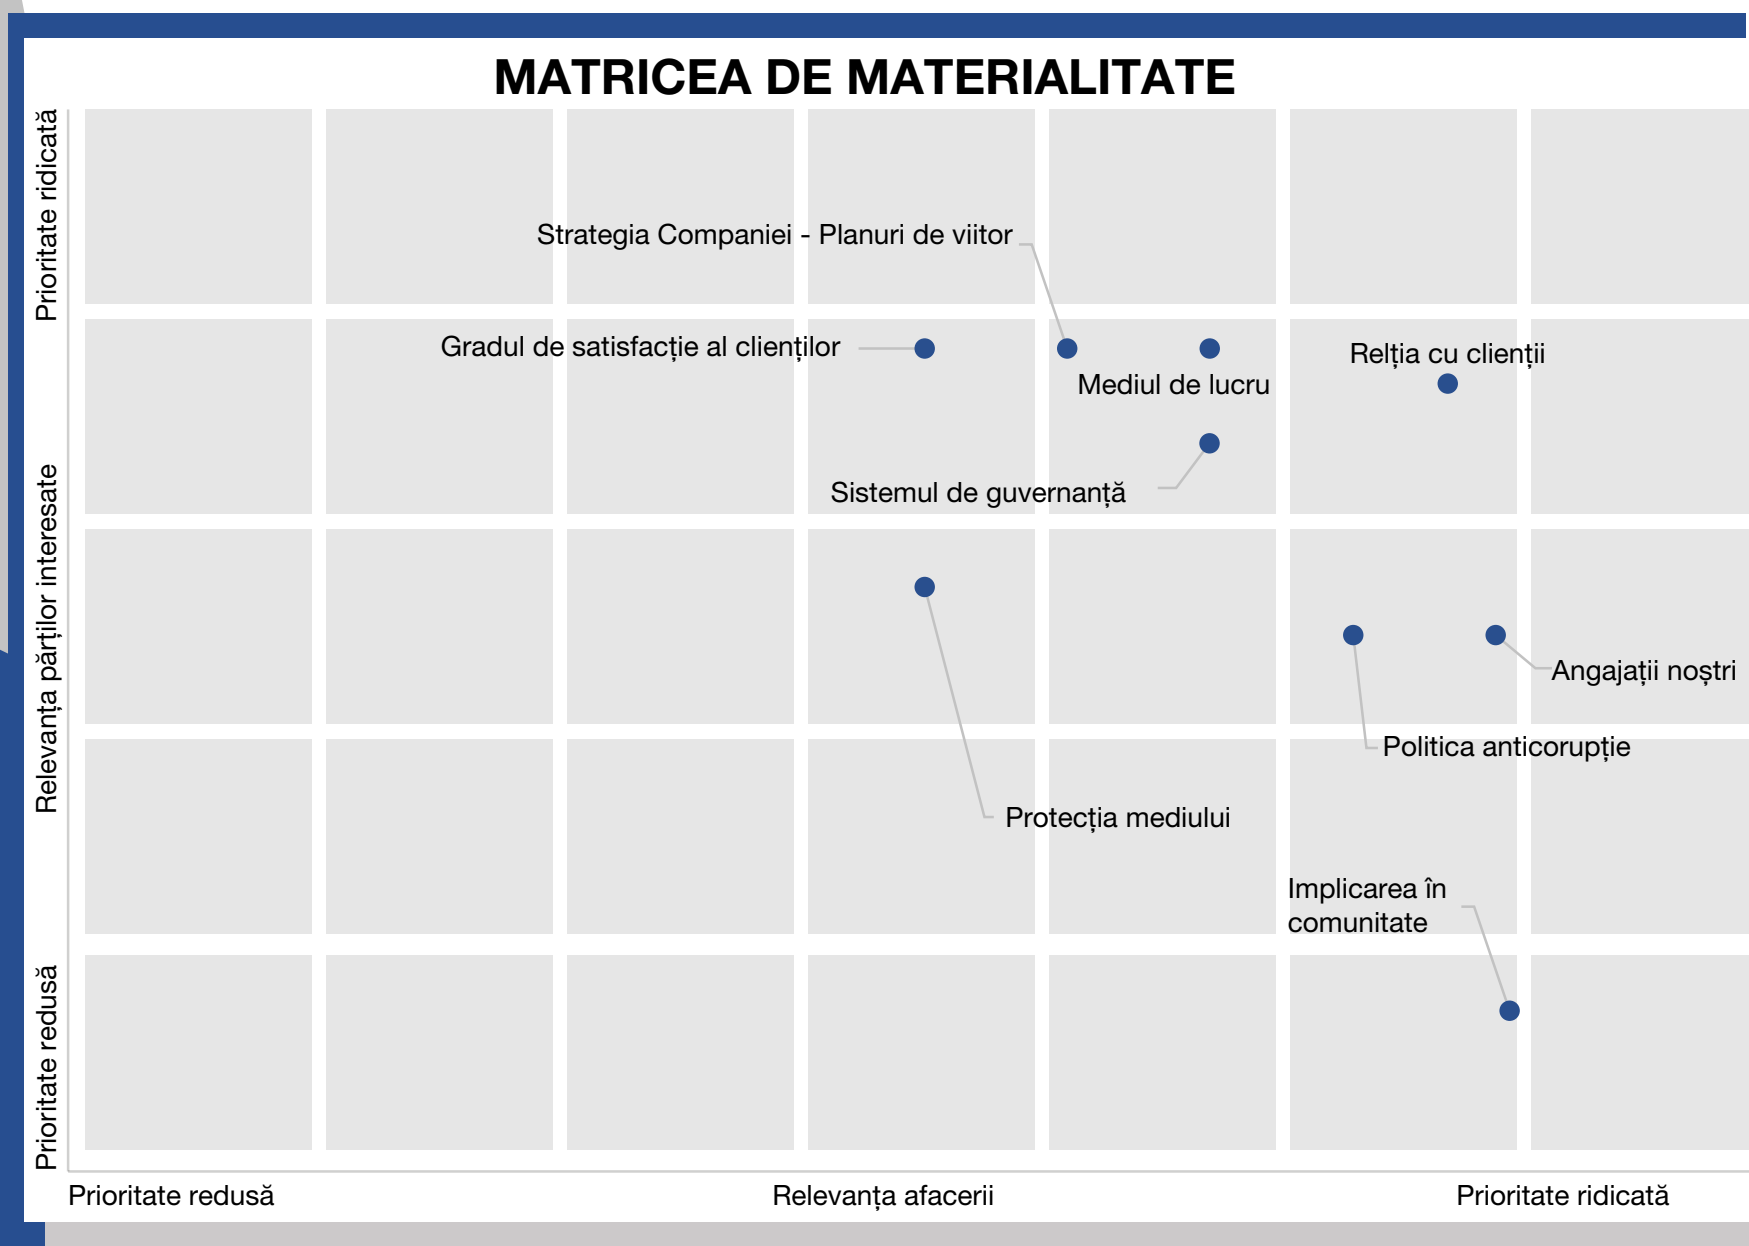 MATRICEA DE MATERIALITATE
Prioritate ridicată
Relevanța părților interesate
Prioritate redusă
Strategia Companiei - Planuri de viitor
Gradul de satisfacție al clienților
Relția cu clienții
Mediul de lucru
Sistemul de guvernanță
Angajații noștri
Politica anticorupție
Protecția mediului
Implicarea în
comunitate
Prioritate redusă
Relevanța afacerii
Prioritate ridicată